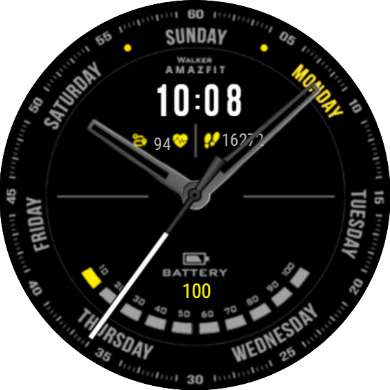 60
55
05
SUNDAY
WALKER
AMAZFIT
MONDAY
SATURDAY
10:08
50
10
94
16272
45
15
FRIDAY
TUESDAY
BATTERY
100
10 20 30 40 50 60 70 80 90 100
40
20
THURSDAY
WEDNESDAY
35
25
30